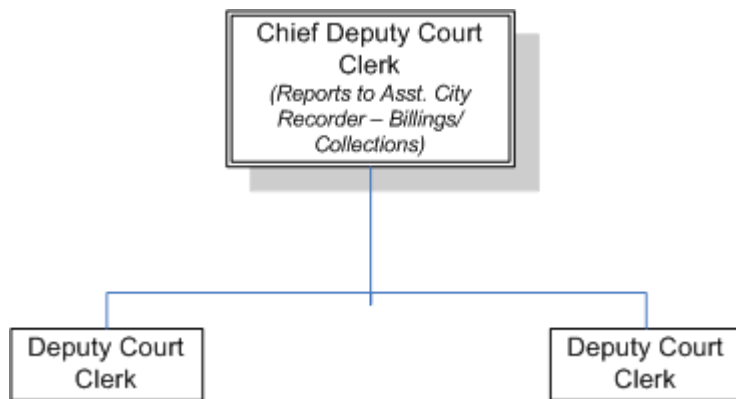 Chief Deputy Court
Clerk
(Reports to Asst. City
Recorder – Billings/
Collections)
Deputy Court
Clerk
Deputy Court
Clerk